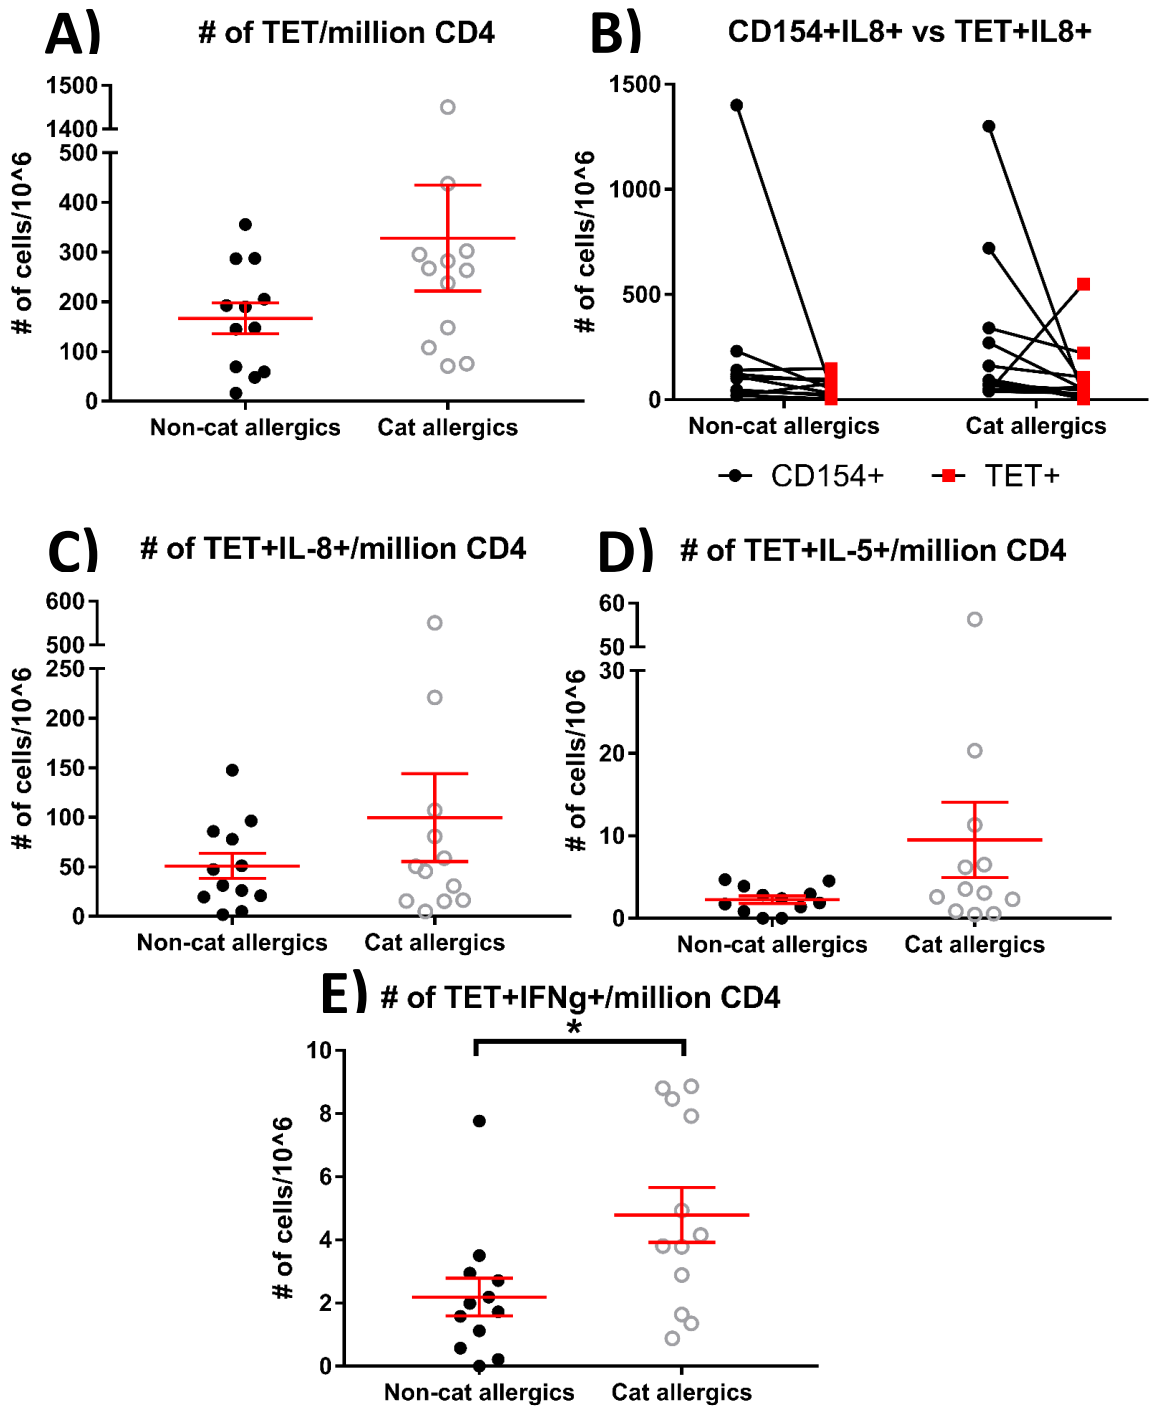 A) # of TET/million CD4
1500
1400
500
400
300
200
100
0
# of cells/10^6
Non-cat allergics Cat allergics
B) CD154+IL8+ vs TET+IL8+
1500
1000
500
0
# of cells/10^6
Non-cat allergics Cat allergics
CD154+ TET+
C) # of TET+IL-8+/million CD4
600
500
250
200
150
100
50
0
# of cells/10^6
Non-cat allergics Cat allergics
D) # of TET+IL-5+/million CD4
60
50
30
20
10
0
# of cells/10^6
Non-cat allergics Cat allergics
E) # of TET+IFNg+/million CD4
*
10
8
6
4
2
0
# of cells/10^6
Non-cat allergics Cat allergics